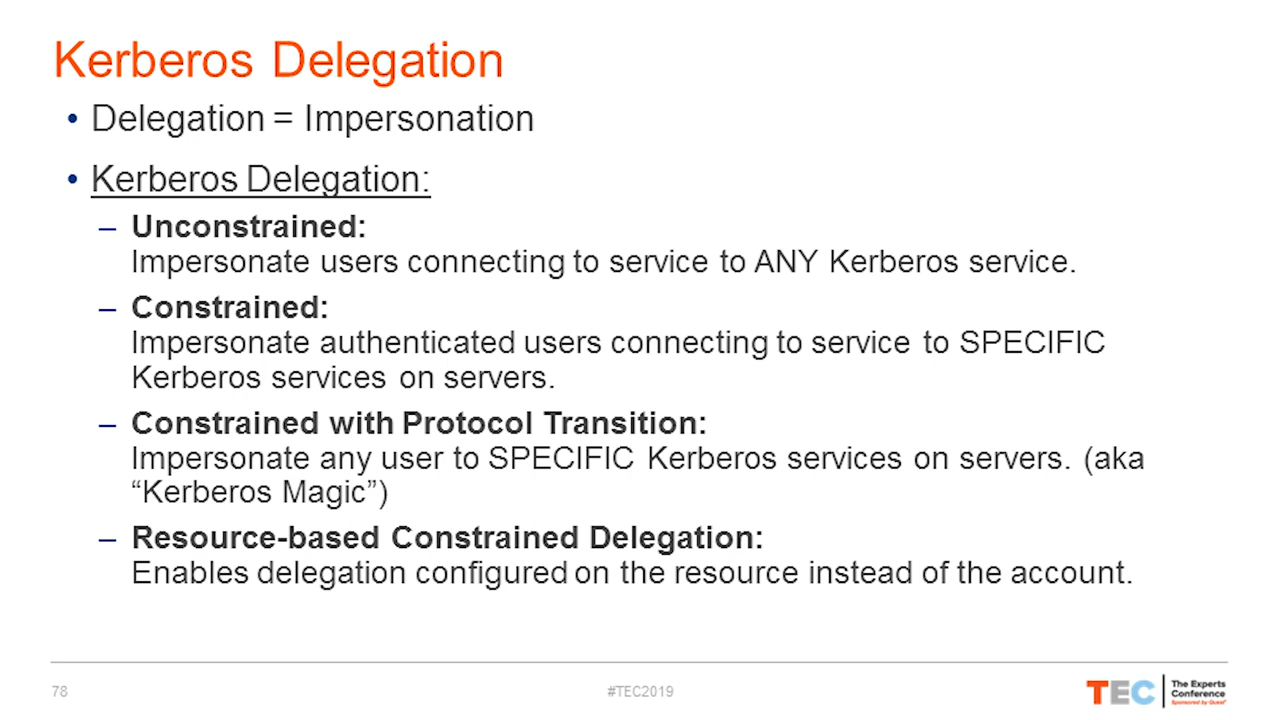 Kerberos Delegation
• Delegation = Impersonation
• Kerberos Delegation:
– Unconstrained:
Impersonate users connecting to service to ANY Kerberos service.
– Constrained:
Impersonate authenticated users connecting to service to SPECIFIC
Kerberos services on servers.
– Constrained with Protocol Transition:
Impersonate any user to SPECIFIC Kerberos services on servers. (aka
“Kerberos Magic”)
– Resource-based Constrained Delegation:
Enables delegation configured on the resource instead of the account.
78
#TEC2019
TEC
The Experts
Conference
Sponsored by Quest